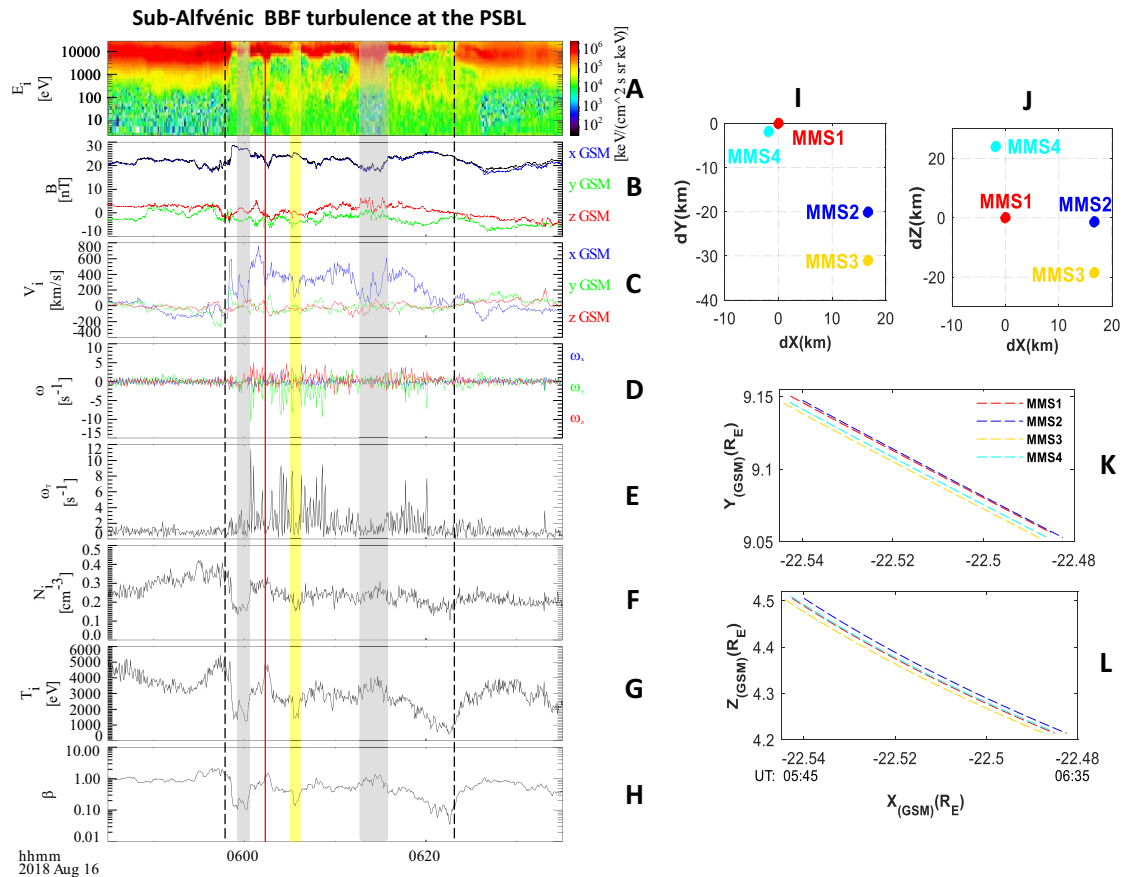 Sub-Alfvénic BBF turbulence at the PSBL
10000
1000
100
10
E_i
[eV]
10^6
10^5
10^4
10^3
10^2
[keV/(cm^2 s sr keV)]
A
30
20
10
0
-10
B
[nT]
x GSM
y GSM
z GSM
B
800
600
400
200
0
-200
-400
V_i
[km/s]
x GSM
y GSM
z GSM
C
10
5
0
-5
-10
-15
ω
[s^-1]
ω_x
ω_y
ω_z
D
12
10
8
6
4
2
0
ω_T
[s^-1]
E
0.5
0.4
0.3
0.2
0.1
0.0
N_i
[cm^-3]
F
6000
5000
4000
3000
2000
1000
0
T_i
[eV]
G
10.00
1.00
0.10
0.01
β
H
hhmm
2018 Aug 16
0600
0620
I
0
-10
-20
-30
-40
dY(km)
MMS1
MMS4
MMS2
MMS3
-10
0
10
20
dX(km)
J
20
0
-20
dZ(km)
MMS4
MMS1
MMS2
MMS3
-10
0
10
20
dX(km)
9.15
9.1
9.05
Y_(GSM)(R_E)
MMS1
MMS2
MMS3
MMS4
K
-22.54
-22.52
-22.5
-22.48
4.5
4.4
4.3
4.2
Z_(GSM)(R_E)
L
-22.54
-22.52
-22.5
-22.48
UT: 05:45
06:35
X_(GSM)(R_E)